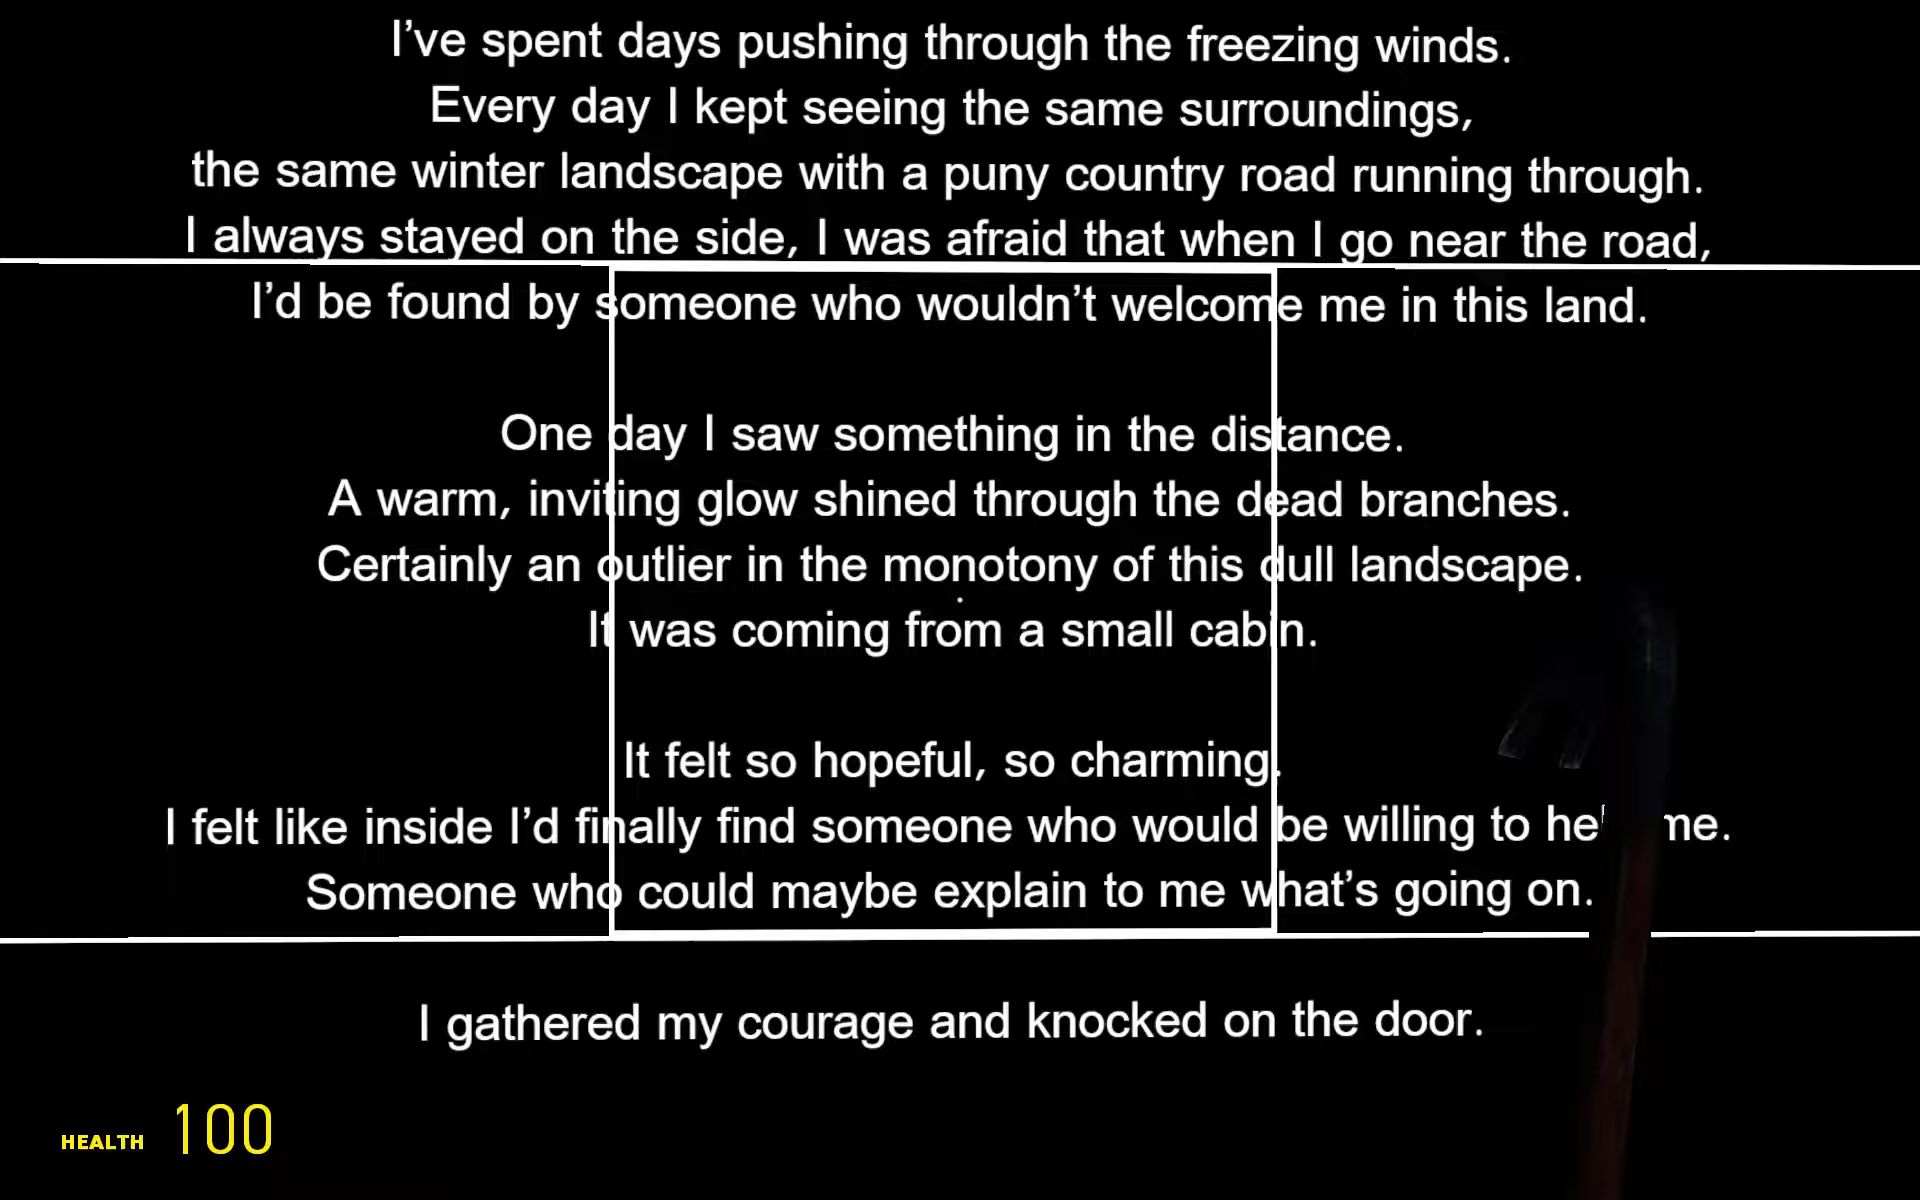 I’ve spent days pushing through the freezing winds.
Every day I kept seeing the same surroundings,
the same winter landscape with a puny country road running through.
I always stayed on the side, I was afraid that when I go near the road,
I’d be found by someone who wouldn’t welcome me in this land.
One day I saw something in the distance.
A warm, inviting glow shined through the dead branches.
Certainly an outlier in the monotony of this dull landscape.
It was coming from a small cabin.
It felt so hopeful, so charming.
I felt like inside I’d finally find someone who would be willing to me.
Someone who could maybe explain to me what’s going on.
I gathered my courage and knocked on the door.
HEALTH 100